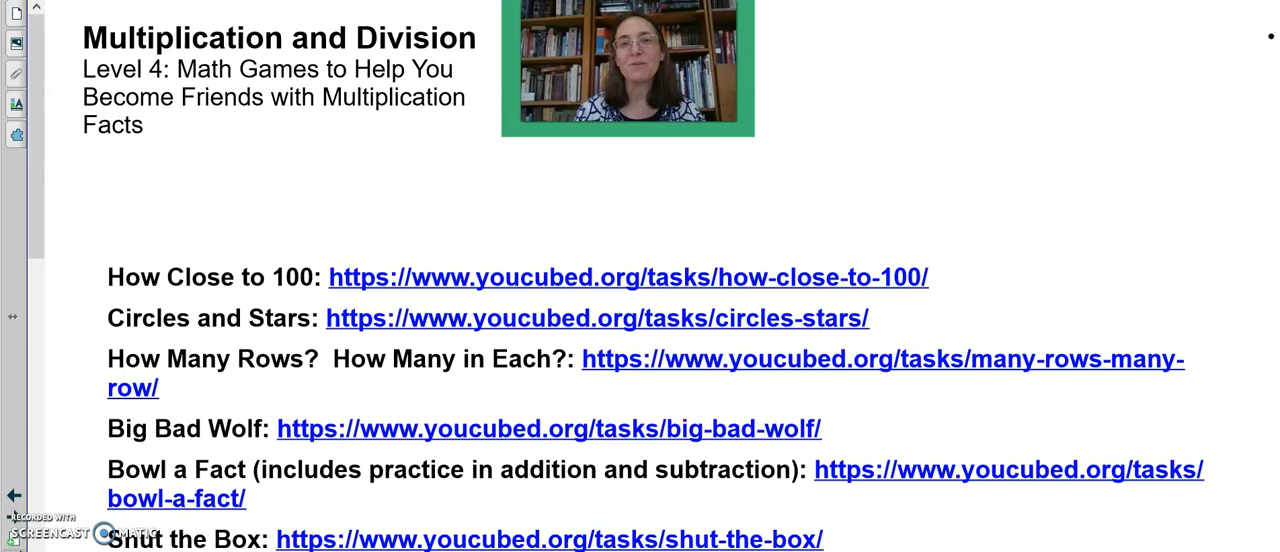 Multiplication and Division
Level 4: Math Games to Help You
Become Friends with Multiplication
Facts
How Close to 100: https://www.youcubed.org/tasks/how-close-to-100/
Circles and Stars: https://www.youcubed.org/tasks/circles-stars/
How Many Rows?  How Many in Each?: https://www.youcubed.org/tasks/many-rows-many-
row/
Big Bad Wolf: https://www.youcubed.org/tasks/big-bad-wolf/
Bowl a Fact (includes practice in addition and subtraction): https://www.youcubed.org/tasks/
bowl-a-fact/
RECORDED WITH
SCREENCAST MATIC
Shut the Box: https://www.youcubed.org/tasks/shut-the-box/